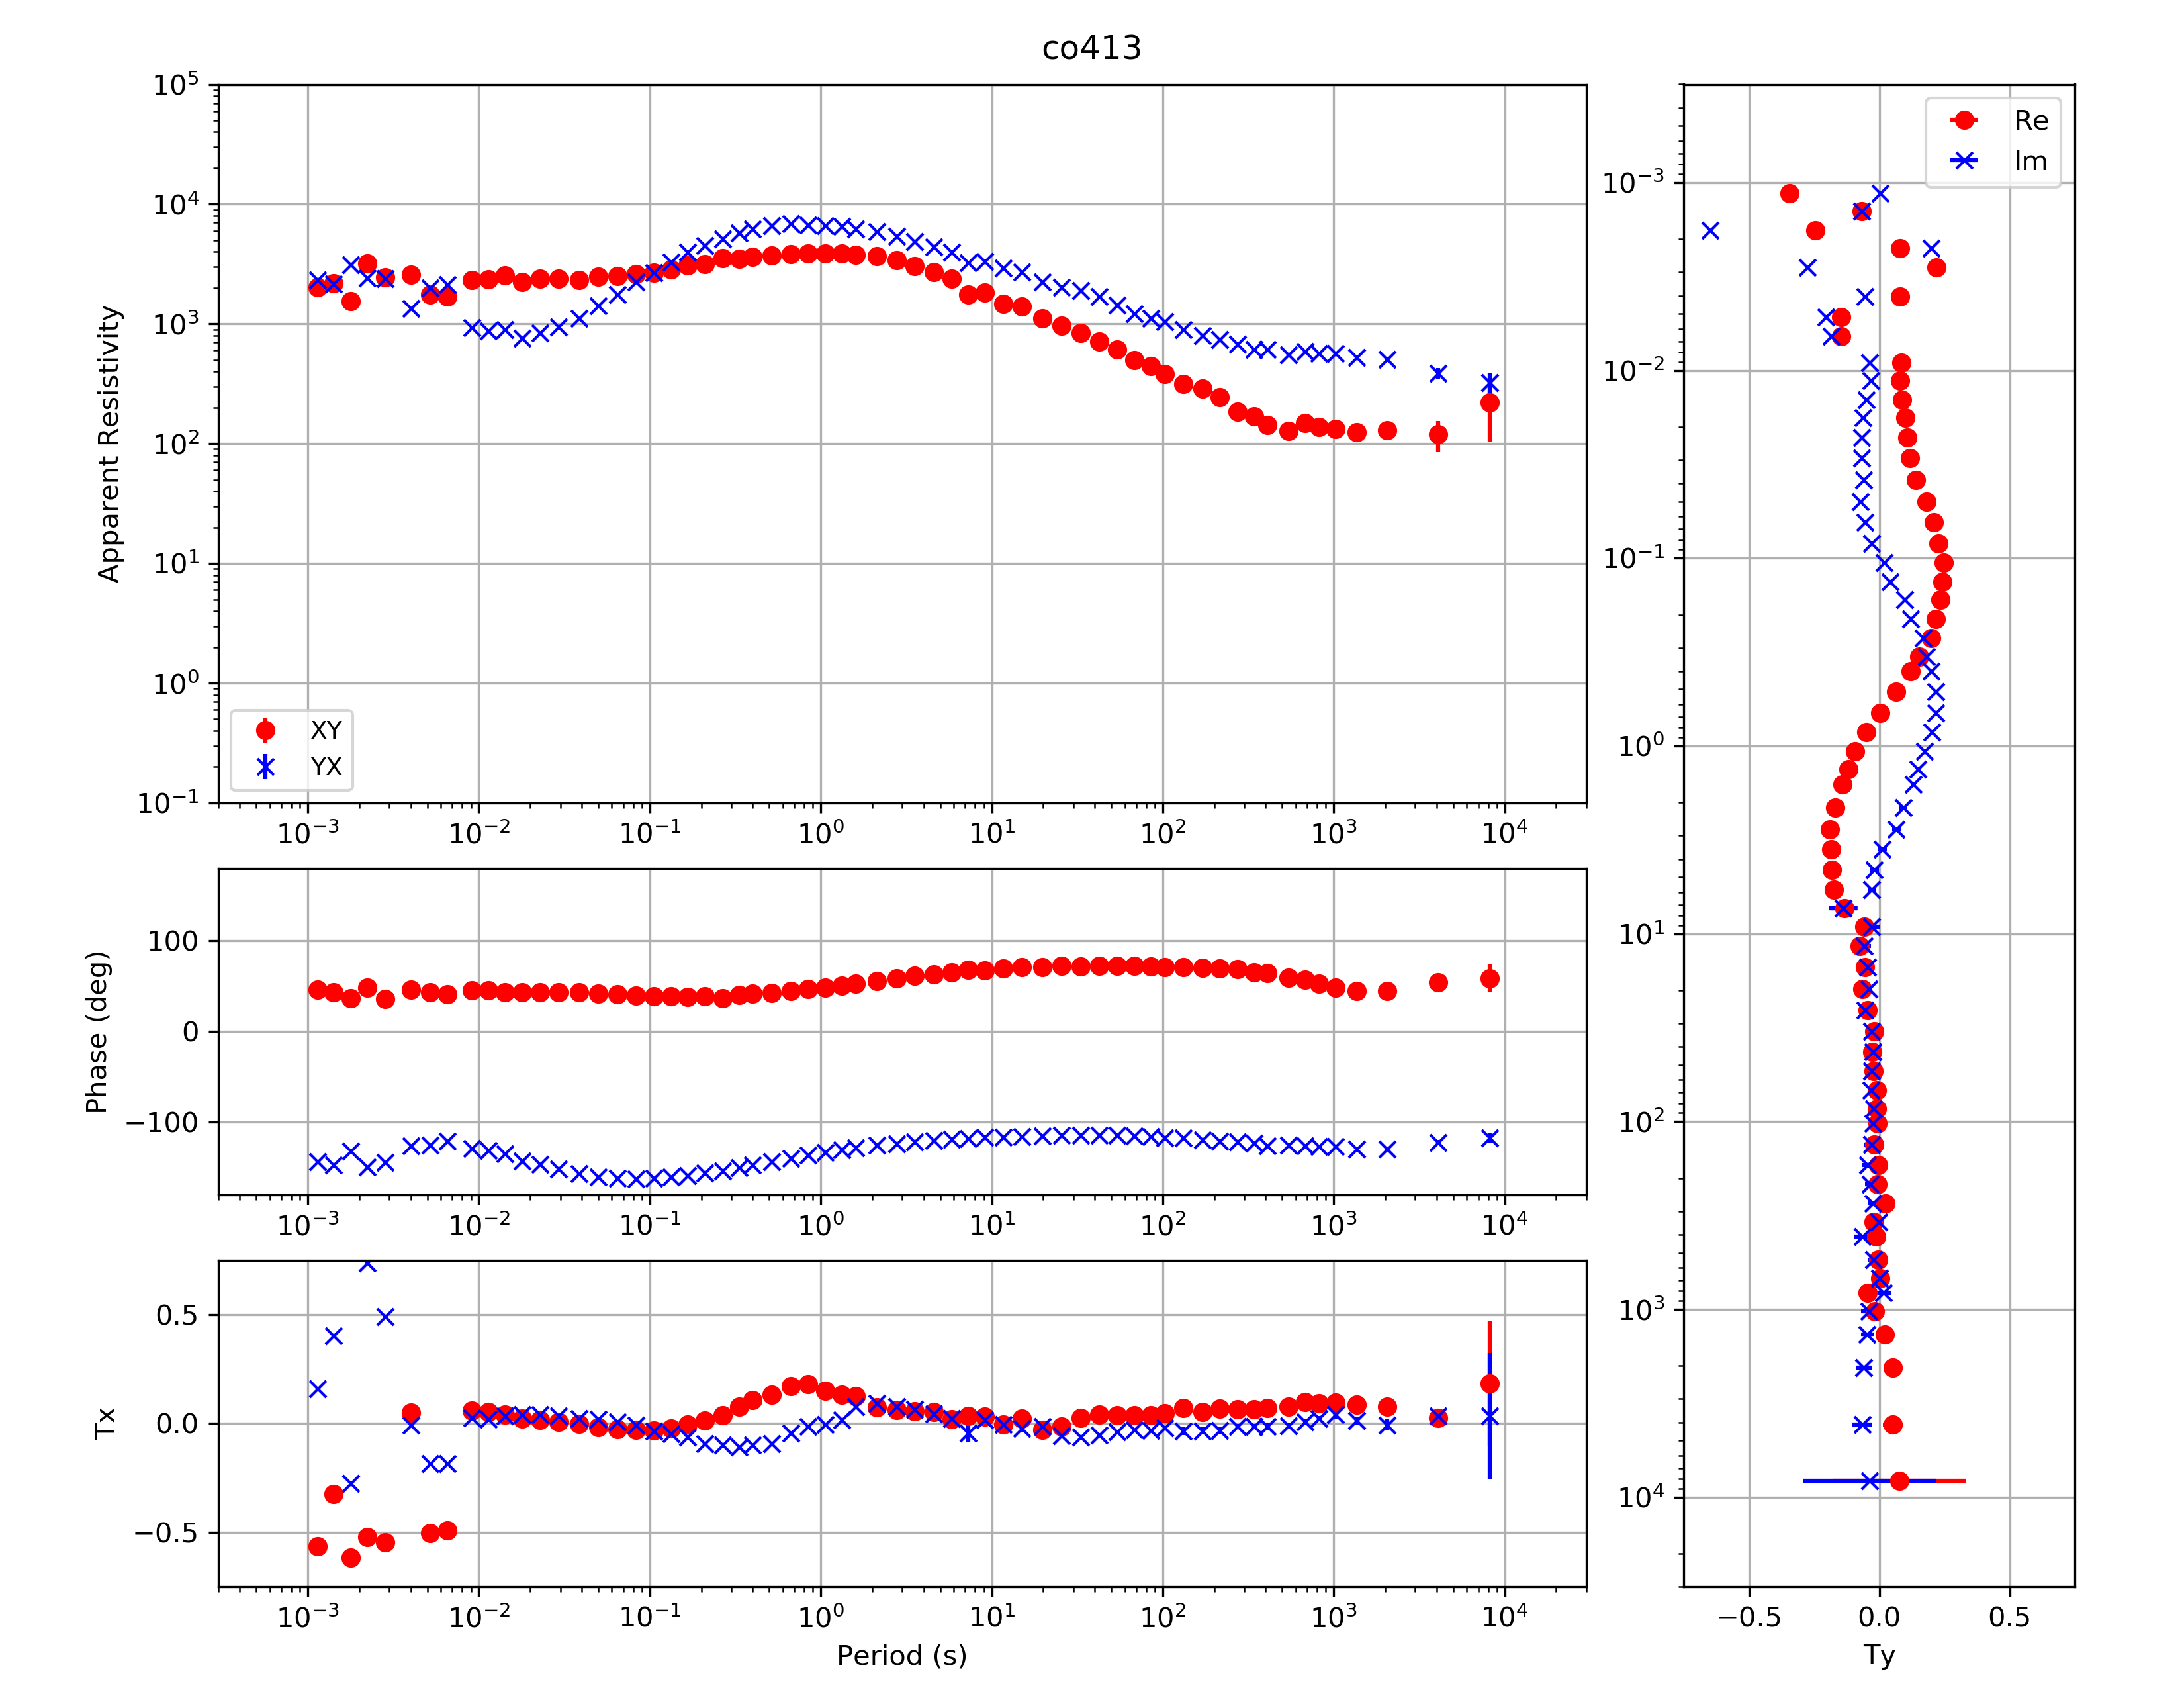 co413
10⁵
10⁴
10³
10²
10¹
10⁰
10⁻¹
Apparent Resistivity
XY
YX
10⁻³ 10⁻² 10⁻¹ 10⁰ 10¹ 10² 10³ 10⁴
100
0
−100
Phase (deg)
10⁻³ 10⁻² 10⁻¹ 10⁰ 10¹ 10² 10³ 10⁴
0.5
0.0
−0.5
Tx
10⁻³ 10⁻² 10⁻¹ 10⁰ 10¹ 10² 10³ 10⁴
Period (s)
Re
Im
10⁻³
10⁻²
10⁻¹
10⁰
10¹
10²
10³
10⁴
−0.5 0.0 0.5
Ty